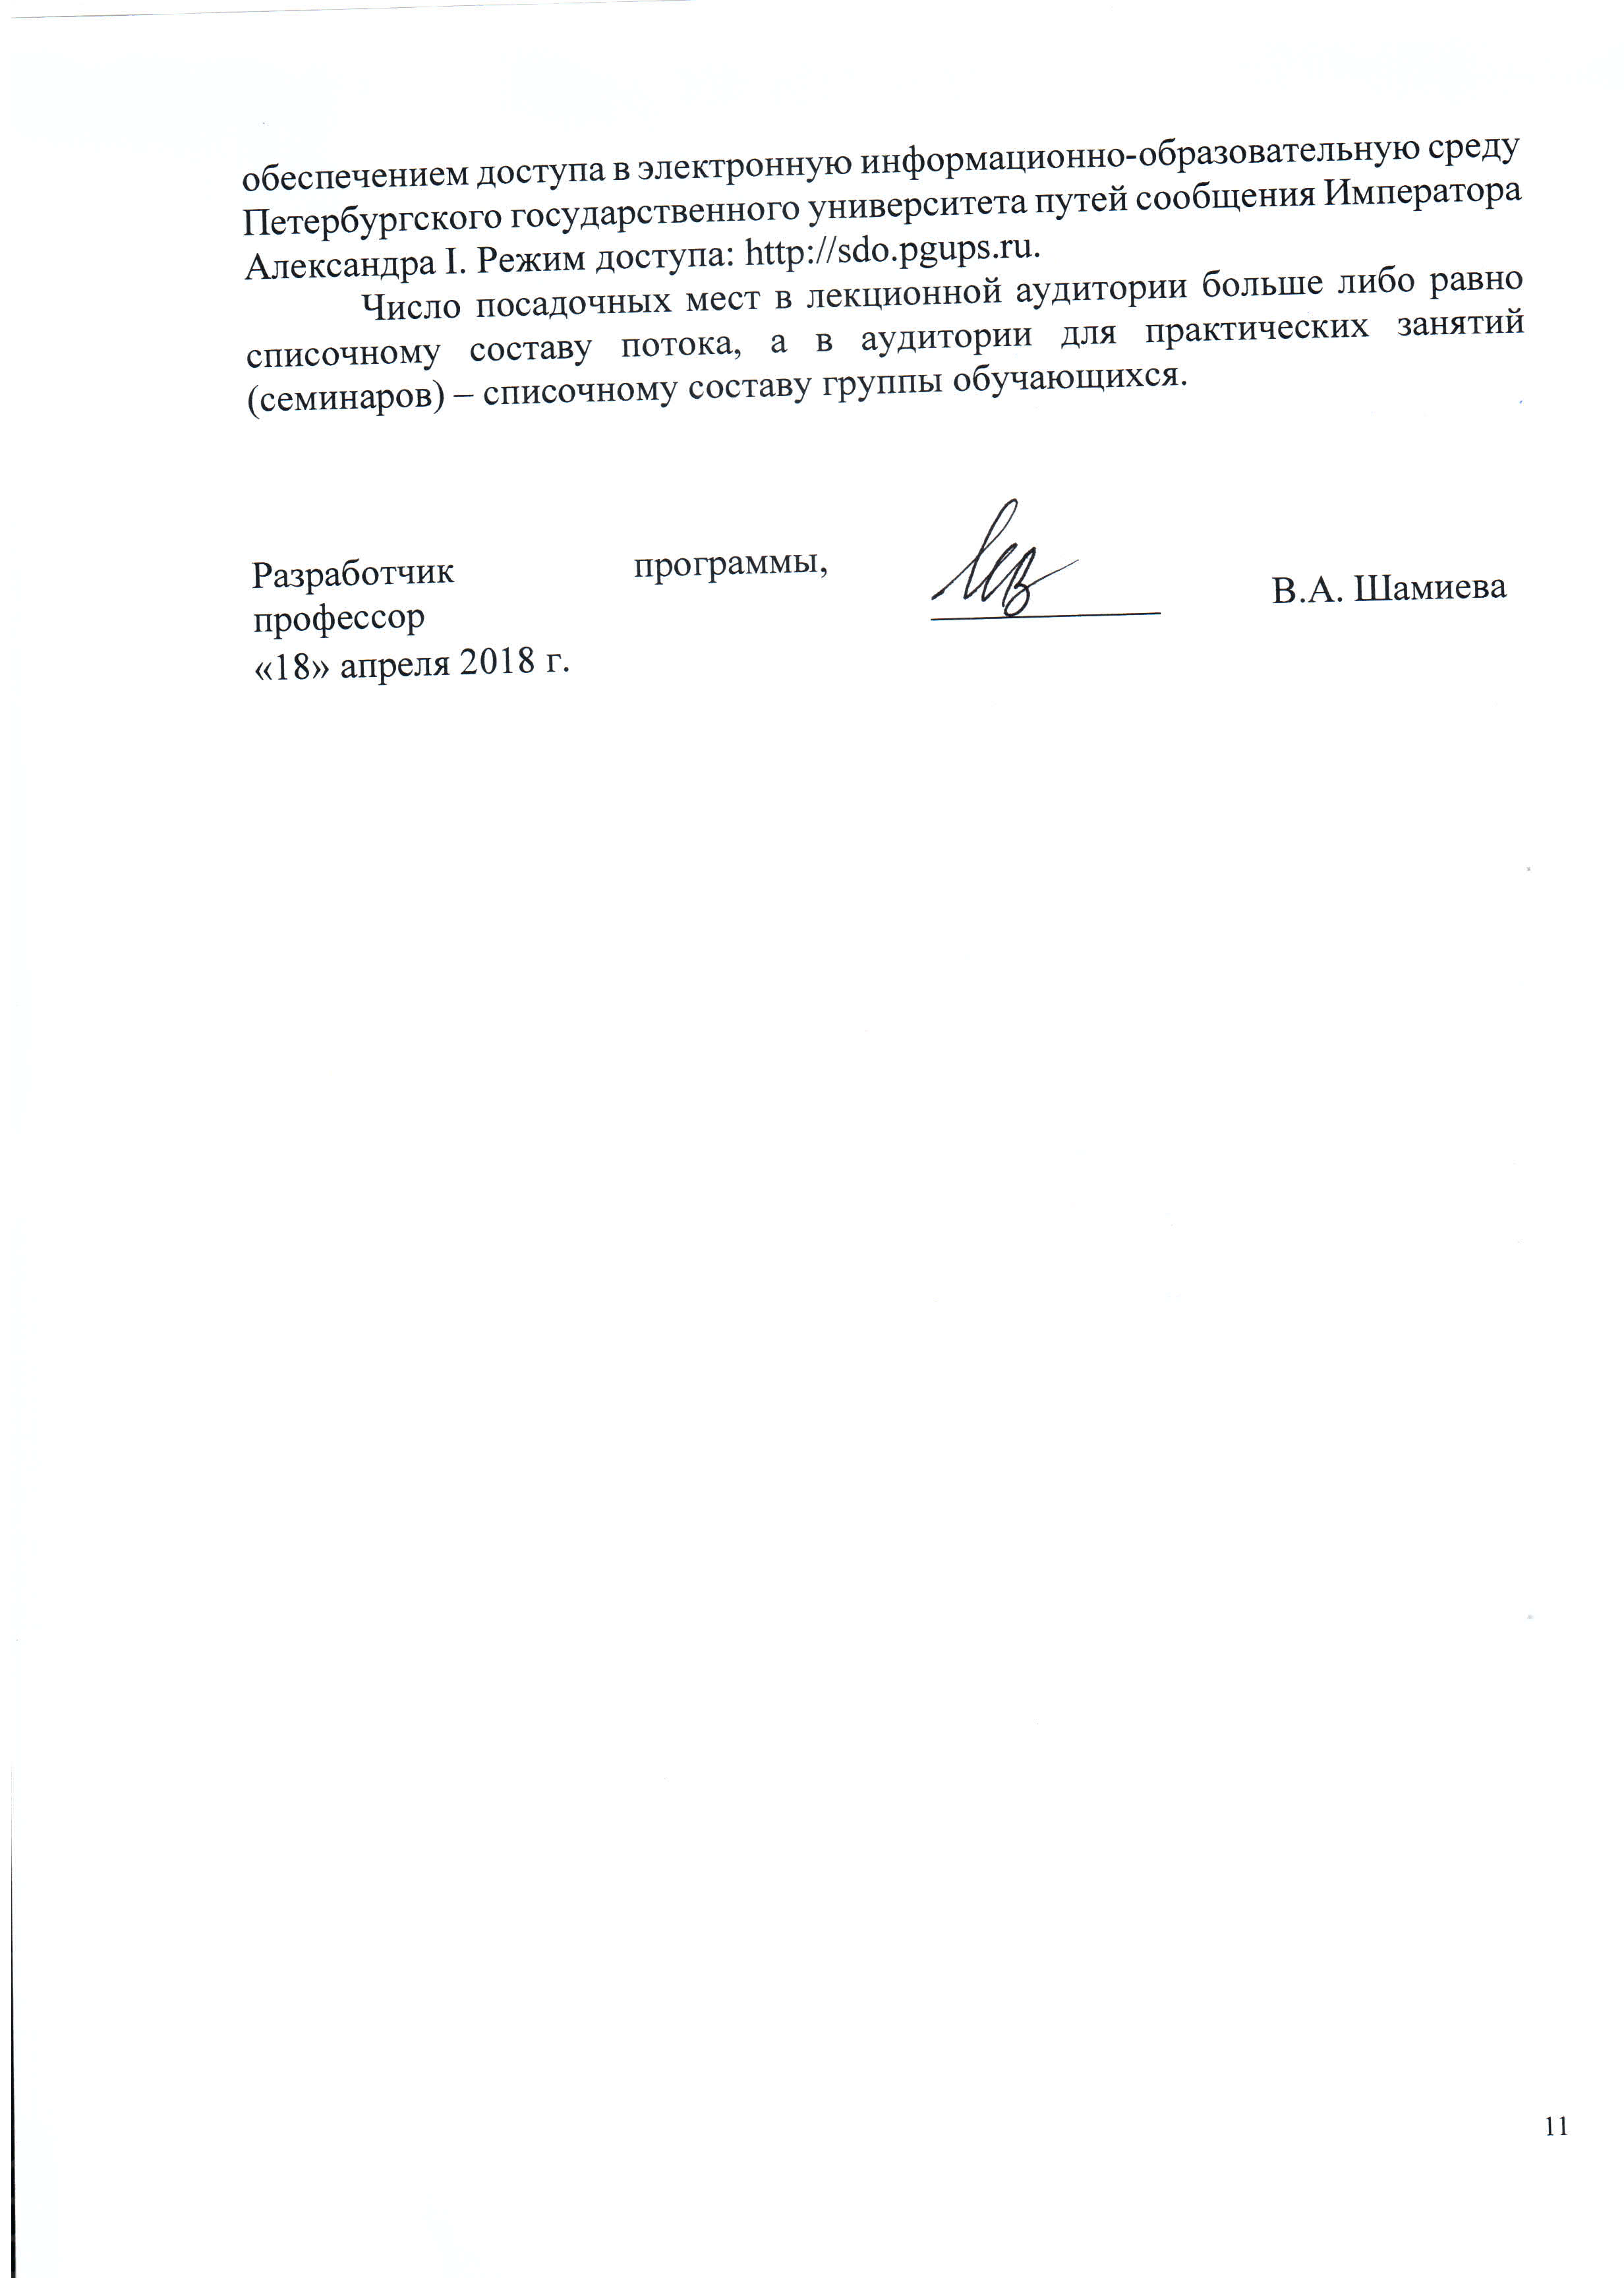 обеспечением доступа в электронную информационно-образовательную среду
Петербургского государственного университета путей сообщения Императора
Александра I. Режим доступа: http://sdo.pgups.ru.
Число посадочных мест в лекционной аудитории больше либо равно
списочному составу потока, а в аудитории для практических занятий
(семинаров) – списочному составу группы обучающихся.
Разработчик программы,
профессор
В.А. Шамиева
«18» апреля 2018 г.
11